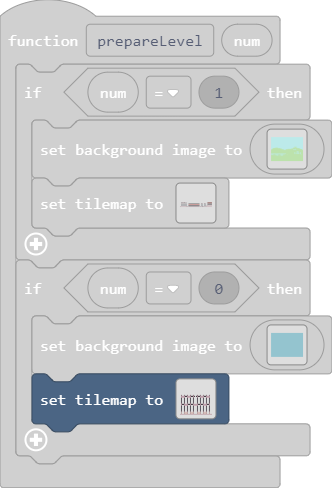 function prepareLevel num
if num = 1 then
set background image to
set tilemap to
if num = 0 then
set background image to
set tilemap to